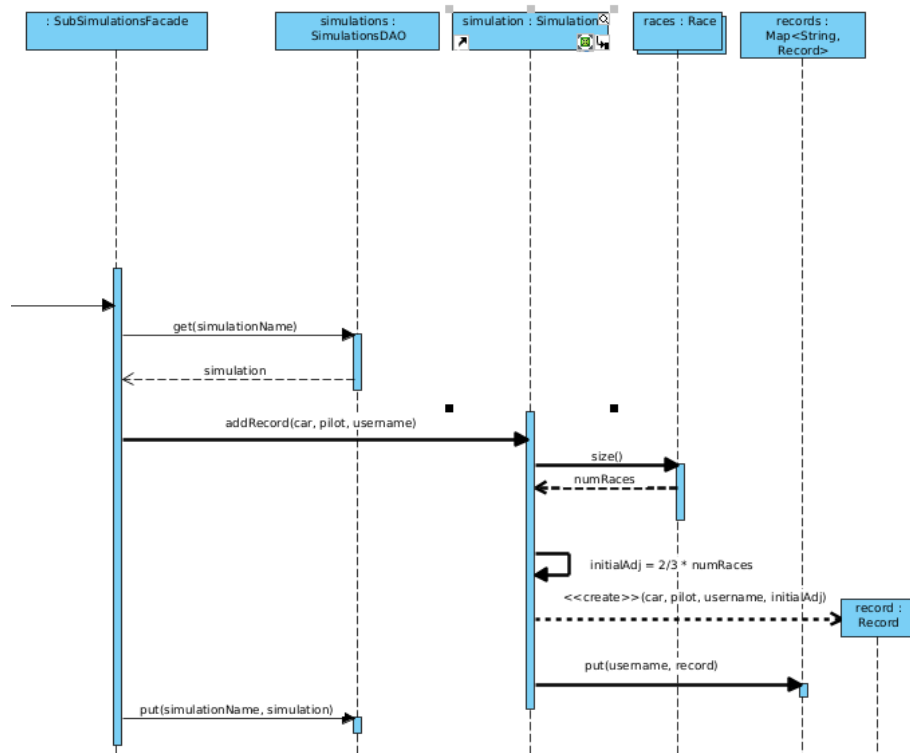 : SubSimulationsFacade
simulations :
SimulationsDAO
simulation : Simulation
races : Race
records :
Map<String,
Record>
get(simulationName)
simulation
addRecord(car, pilot, username)
size()
numRaces
initialAdj = 2/3 * numRaces
<<create>>(car, pilot, username, initialAdj)
record :
Record
put(username, record)
put(simulationName, simulation)